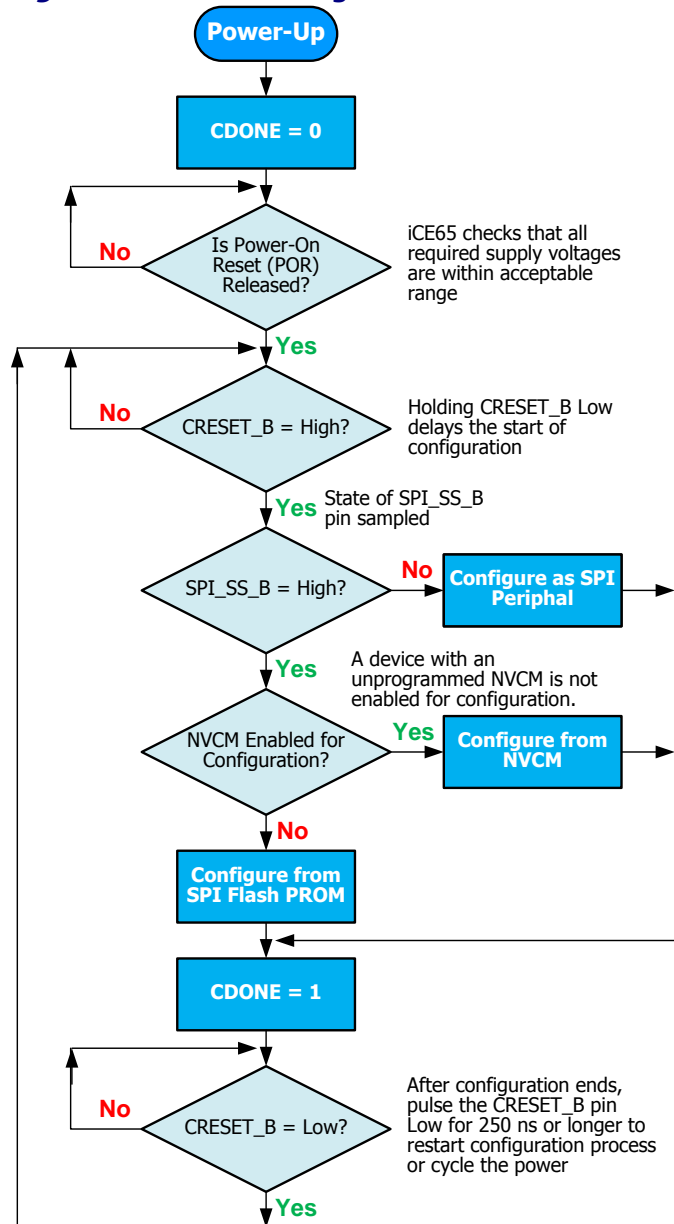 Power-Up
CDONE = 0
No
Is Power-On
Reset (POR)
Released?
iCE65 checks that all
required supply voltages
are within acceptable
range
Yes
No
CRESET_B = High?
Holding CRESET_B Low
delays the start of
configuration
Yes
State of SPI_SS_B
pin sampled
SPI_SS_B = High?
No
Configure as SPI
Periphal
Yes
A device with an
unprogrammed NVCM is not
enabled for configuration.
NVCM Enabled for
Configuration?
Yes
Configure from
NVCM
No
Configure from
SPI Flash PROM
CDONE = 1
No
CRESET_B = Low?
After configuration ends,
pulse the CRESET_B pin
Low for 250 ns or longer to
restart configuration process
or cycle the power
Yes